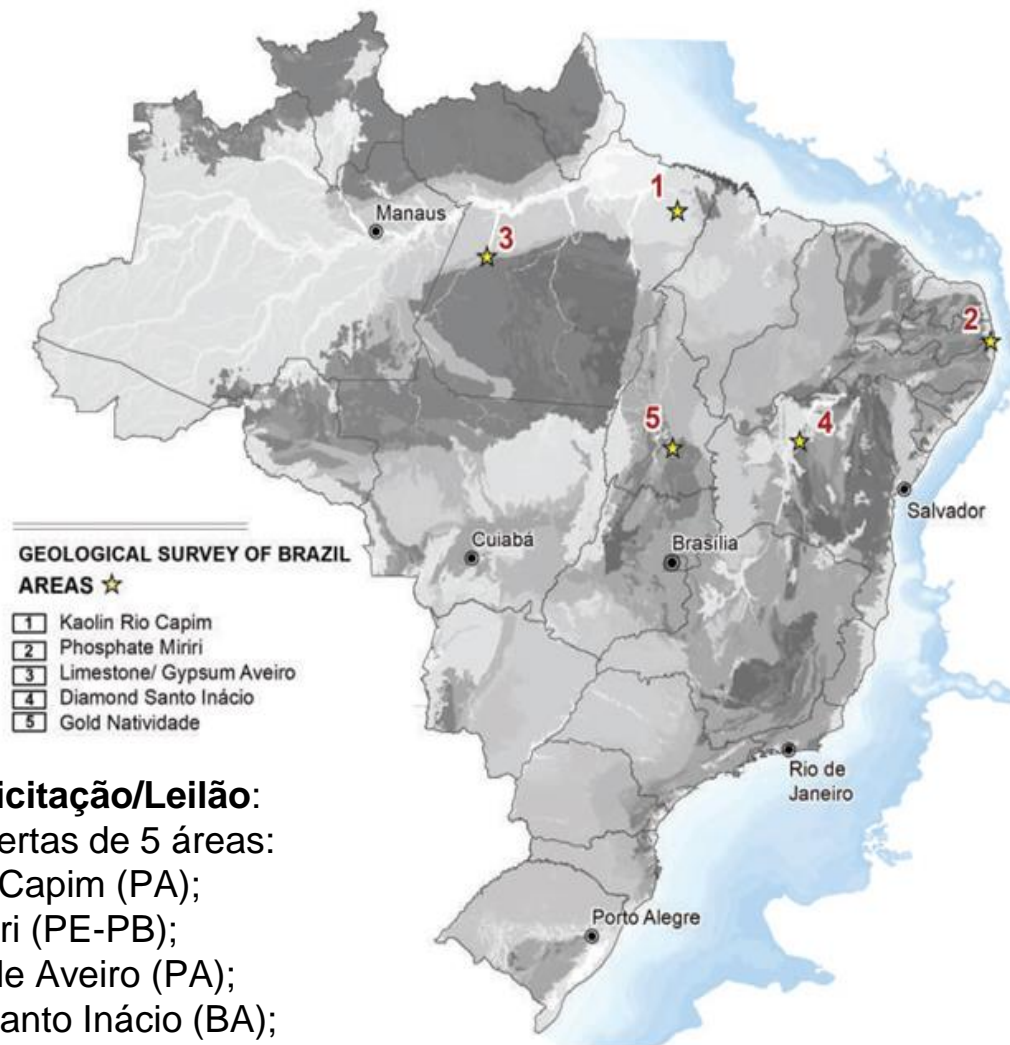 1
Manaus
3
2
5
4
Salvador
Cuiabá
Brasília
GEOLOGICAL SURVEY OF BRAZIL
AREAS
1 Kaolin Rio Capim
2 Phosphate Miriri
3 Limestone/ Gypsum Aveiro
4 Diamond Santo Inácio
5 Gold Natividade
Rio de
Janeiro
icitação/Leilão:
ertas de 5 áreas:
Capim (PA);
ri (PE-PB);
de Aveiro (PA);
anto Inácio (BA);
Porto Alegre